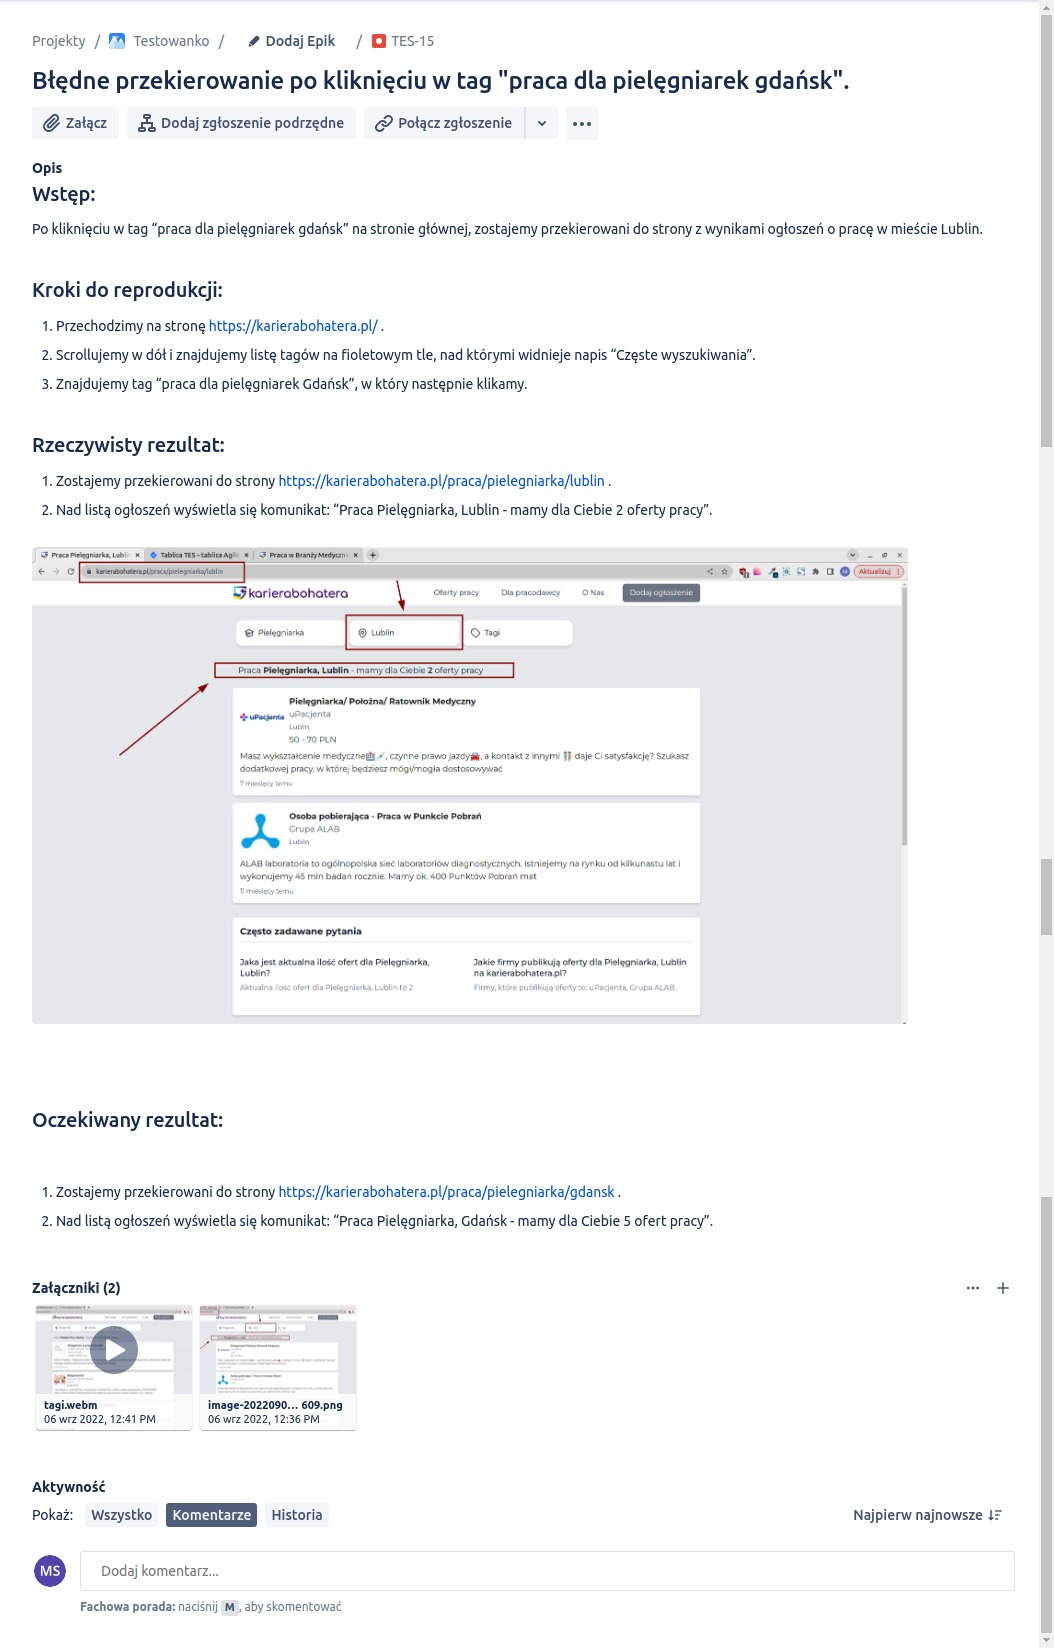 Projekty / Testowanko / Dodaj Epik / TES-15
Błędne przekierowanie po kliknięciu w tag "praca dla pielęgniarek gdańsk".
Załącz Dodaj zgłoszenie podrzędne Połącz zgłoszenie
Opis
Wstęp:
Po kliknięciu w tag “praca dla pielęgniarek gdańsk” na stronie głównej, zostajemy przekierowani do strony z wynikami ogłoszeń o pracę w mieście Lublin.
Kroki do reprodukcji:
1. Przechodzimy na stronę https://karierabohatera.pl/ .
2. Scrollujemy w dół i znajdujemy listę tagów na fioletowym tle, nad którymi widnieje napis “Częste wyszukiwania”.
3. Znajdujemy tag “praca dla pielęgniarek Gdańsk”, w który następnie klikamy.
Rzeczywisty rezultat:
1. Zostajemy przekierowani do strony https://karierabohatera.pl/praca/pielegniarka/lublin .
2. Nad listą ogłoszeń wyświetla się komunikat: “Praca Pielęgniarka, Lublin - mamy dla Ciebie 2 oferty pracy”.
Praca Pielęgniarka, Lubli Tablica TES – tablica Agil Praca w Branży Medyczn
karierabohatera.pl/praca/pielegniarka/lublin Aktualizuj
karierabohatera Oferty pracy Dla pracodawcy O Nas Dodaj ogłoszenie
Pielęgniarka Lublin Tagi
Praca Pielęgniarka, Lublin - mamy dla Ciebie 2 oferty pracy
Pielęgniarka/ Położna/ Ratownik Medyczny
uPacjenta uPacjenta
Lublin
50 - 70 PLN
Masz wykształcenie medyczne🏥💉, czynne prawo jazdy🚘, a kontakt z innymi daje Ci satysfakcję? Szukasz
dodatkowej pracy, w której będziesz mógł/mogła dostosowywać
7 miesięcy temu
Osoba pobierająca - Praca w Punkcie Pobrań
Grupa ALAB
Lublin
ALAB laboratoria to ogólnopolska sieć laboratoriów diagnostycznych. Istniejemy na rynku od kilkunastu lat i
wykonujemy 45 mln badań rocznie. Mamy ok. 400 Punktów Pobrań mat
11 miesięcy temu
Często zadawane pytania
Jaka jest aktualna ilość ofert dla Pielęgniarka, Jakie firmy publikują oferty dla Pielęgniarka, Lublin
Lublin? na karierabohatera.pl?
Aktualna ilość ofert dla Pielęgniarka, Lublin to 2 Firmy, które publikują oferty to: uPacjenta, Grupa ALAB.
Oczekiwany rezultat:
1. Zostajemy przekierowani do strony https://karierabohatera.pl/praca/pielegniarka/gdansk .
2. Nad listą ogłoszeń wyświetla się komunikat: “Praca Pielęgniarka, Gdańsk - mamy dla Ciebie 5 ofert pracy”.
Załączniki (2)
tagi.webm image-2022090... 609.png
06 wrz 2022, 12:41 PM 06 wrz 2022, 12:36 PM
Aktywność
Pokaż: Wszystko Komentarze Historia Najpierw najnowsze
MS Dodaj komentarz...
Fachowa porada: naciśnij M, aby skomentować